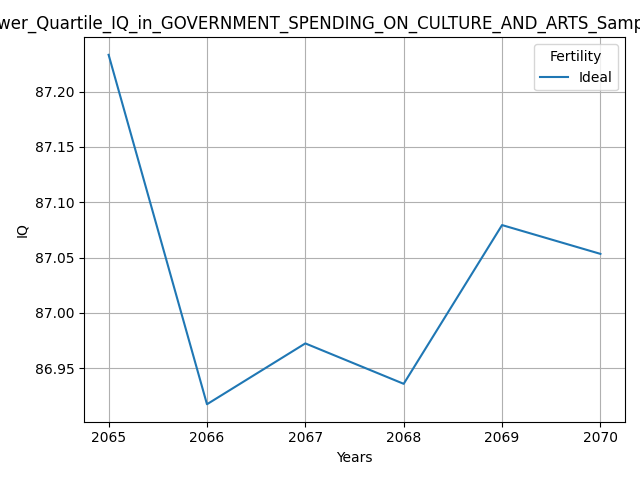 wer_Quartile_IQ_in_GOVERNMENT_SPENDING_ON_CULTURE_AND_ARTS_Samp
Fertility
Ideal
87.20
87.15
87.10
87.05
87.00
86.95
IQ
2065 2066 2067 2068 2069 2070
Years